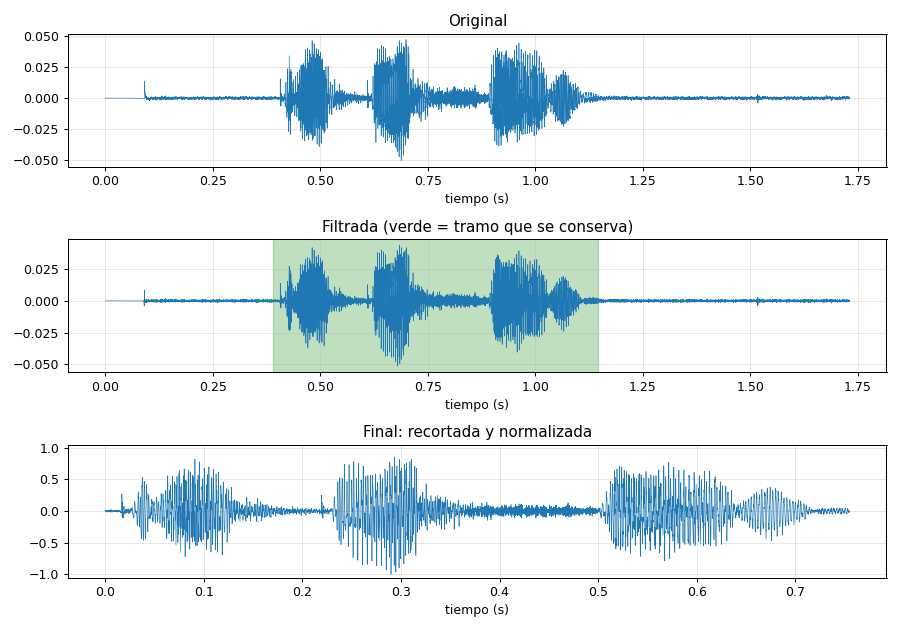 Original
0.050
0.025
0.000
−0.025
−0.050
0.00 0.25 0.50 0.75 1.00 1.25 1.50 1.75
tiempo (s)
Filtrada (verde = tramo que se conserva)
0.025
0.000
−0.025
−0.050
0.00 0.25 0.50 0.75 1.00 1.25 1.50 1.75
tiempo (s)
Final: recortada y normalizada
1.0
0.5
0.0
−0.5
−1.0
0.0 0.1 0.2 0.3 0.4 0.5 0.6 0.7
tiempo (s)